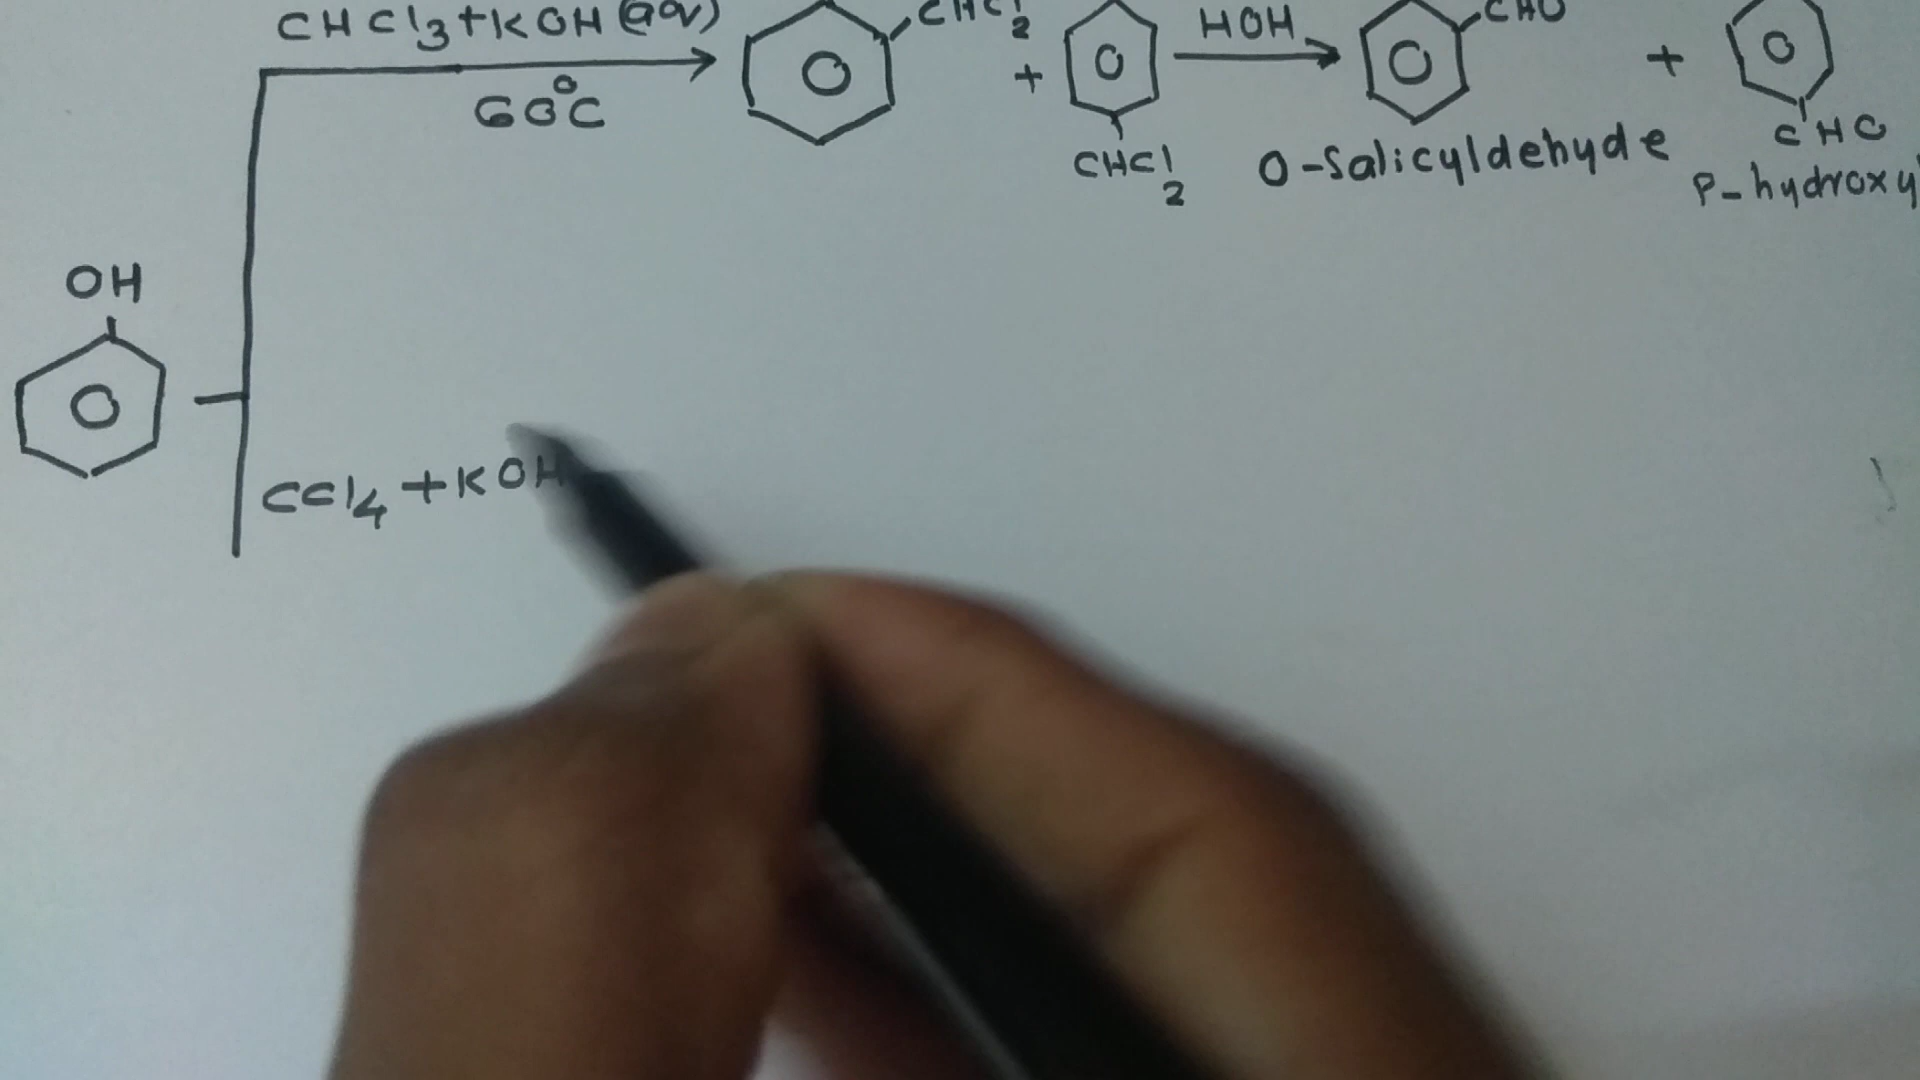 CHCl3+KOH (aq) CHCl2 HOH CHO
60°C + +
CHCl2 O-Salicyldehyde CHO
P-hydroxy
OH
CCl4 +KOH